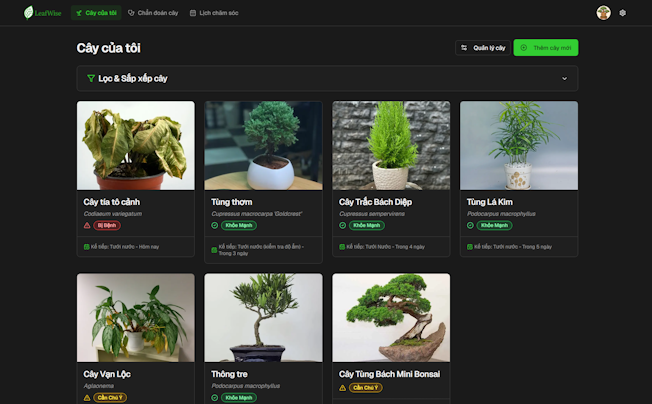 LeafWise
Cây của tôi
Chẩn đoán cây
Lịch chăm sóc
Cây của tôi
Quản lý cây
Thêm cây mới
Lọc & Sắp xếp cây
Cây tía tô cảnh
Codiaeum variegatum
Bị Bệnh
Kế tiếp: Tưới nước - Hôm nay
Tùng thơm
Cupressus macrocarpa 'Goldcrest'
Khỏe Mạnh
Kế tiếp: Tưới nước Kiểm tra độ ẩm -
Trong 3 ngày
Cây Trắc Bách Diệp
Cupressus sempervirens
Khỏe Mạnh
Kế tiếp: Tưới Nước - Trong 4 ngày
Tùng Lá Kim
Podocarpus macrophyllus
Khỏe Mạnh
Kế tiếp: Tưới nước - Trong 5 ngày
Cây Vạn Lộc
Aglaonema
Cần Chú Ý
Thông tre
Podocarpus macrophyllus
Khỏe Mạnh
Cây Tùng Bách Mini Bonsai
Cần Chú Ý